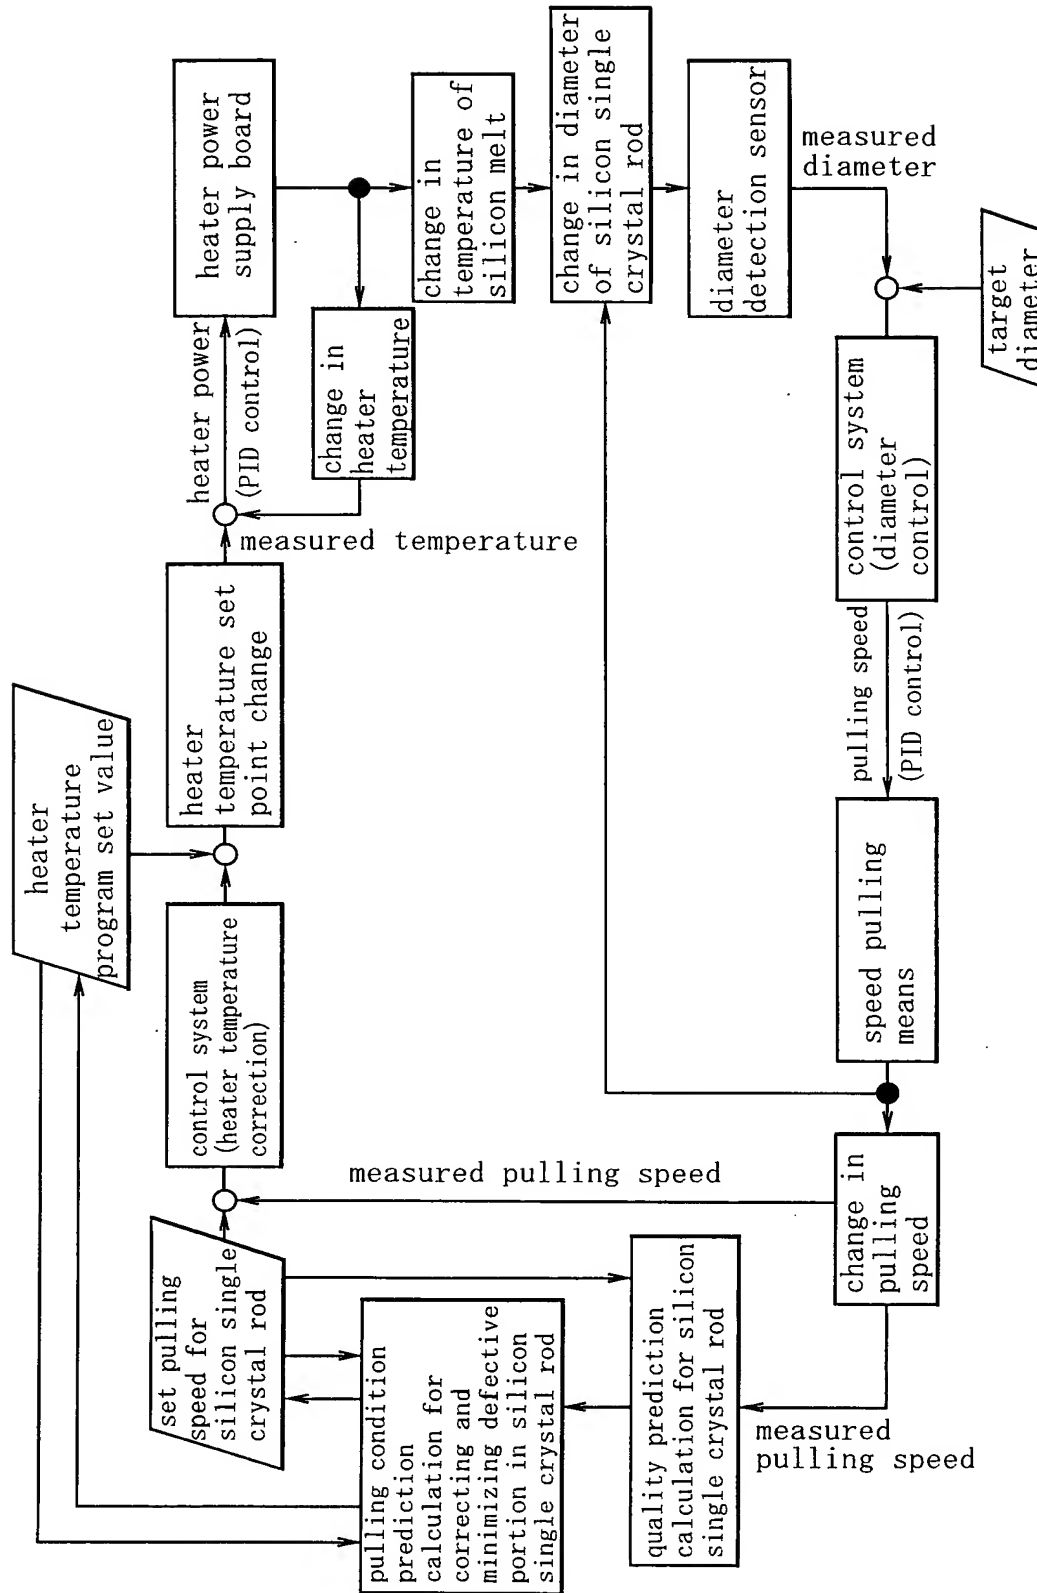 heater
temperature
program set value
set pulling
speed for
silicon single
crystal rod
control system
(heater temperature
correction)
heater
temperature set
point change
heater power
(PID control)
heater power
supply board
measured temperature
change in
heater
temperature
change in
temperature of
silicon melt
change in diameter
of silicon single
crystal rod
diameter
detection sensor
measured
diameter
target
diameter
control system
(diameter
control)
pulling speed
(PID control)
speed pulling
means
change in
pulling
speed
measured pulling speed
measured
pulling speed
quality prediction
calculation for silicon
single crystal rod
pulling condition
prediction
calculation for
correcting and
minimizing defective
portion in silicon
single crystal rod